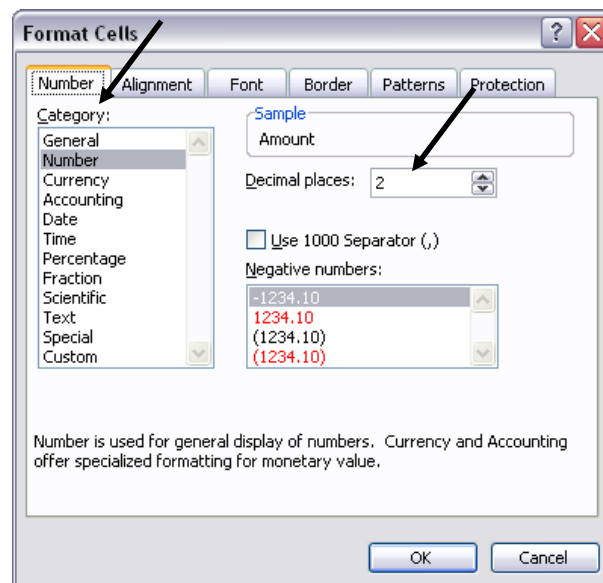 Format Cells
Number Alignment Font Border Patterns Protection
Category:
General
Number
Currency
Accounting
Date
Time
Percentage
Fraction
Scientific
Text
Special
Custom
Sample
Amount
Decimal places: 2
Use 1000 Separator (,)
Negative numbers:
-1234.10
1234.10
(1234.10)
(1234.10)
Number is used for general display of numbers. Currency and Accounting
offer specialized formatting for monetary value.
OK Cancel